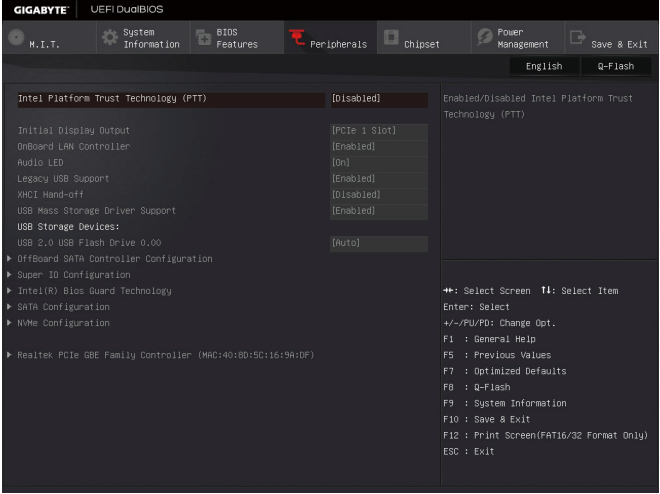 GIGABYTE™ UEFI DualBIOS
M.I.T.
System Information
BIOS Features
Peripherals
Chipset
Power Management
Save & Exit
English Q-Flash
Intel Platform Trust Technology (PTT) [Disabled]
Initial Display Output [PCIe 1 Slot]
OnBoard LAN Controller [Enabled]
Audio LED [On]
Legacy USB Support [Enabled]
XHCI Hand-off [Disabled]
USB Mass Storage Driver Support [Enabled]
USB Storage Devices:
USB 2.0 USB Flash Drive 0.00 [Auto]
OffBoard SATA Controller Configuration
Super IO Configuration
Intel(R) Bios Guard Technology
SATA Configuration
NVMe Configuration
Realtek PCIe GBE Family Controller (MAC:40:8D:5C:16:9A:DF)
Enabled/Disabled Intel Platform Trust
Technology (PTT)
→←: Select Screen ↑↓: Select Item
Enter: Select
+/-/PU/PD: Change Opt.
F1 : General Help
F5 : Previous Values
F7 : Optimized Defaults
F8 : Q-Flash
F9 : System Information
F10 : Save & Exit
F12 : Print Screen(FAT16/32 Format Only)
ESC : Exit